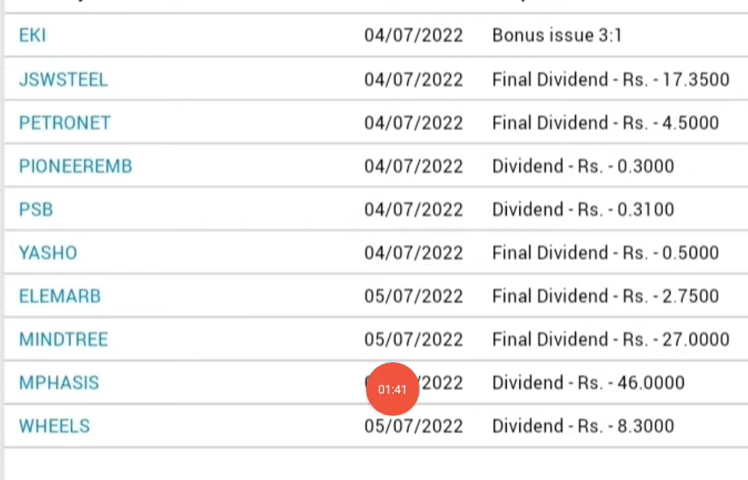 EKI 04/07/2022 Bonus issue 3:1
JSWSTEEL 04/07/2022 Final Dividend - Rs. - 17.3500
PETRONET 04/07/2022 Final Dividend - Rs. - 4.5000
PIONEEREMB 04/07/2022 Dividend - Rs. - 0.3000
PSB 04/07/2022 Dividend - Rs. - 0.3100
YASHO 04/07/2022 Final Dividend - Rs. - 0.5000
ELEMARB 05/07/2022 Final Dividend - Rs. - 2.7500
MINDTREE 05/07/2022 Final Dividend - Rs. - 27.0000
MPHASIS 01:41 /2022 Dividend - Rs. - 46.0000
WHEELS 05/07/2022 Dividend - Rs. - 8.3000